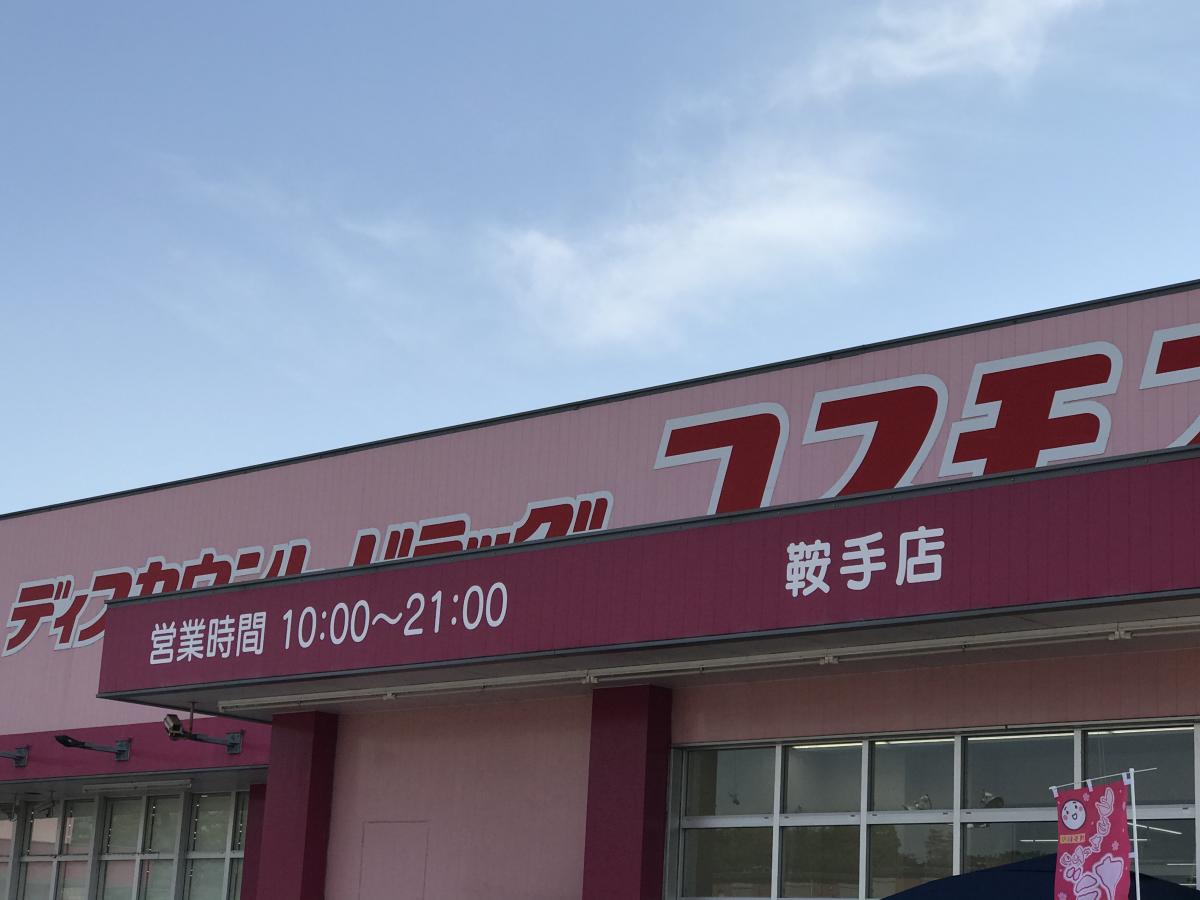 ディスカウント ドラッグ コスモス
営業時間 10:00〜21:00
鞍手店